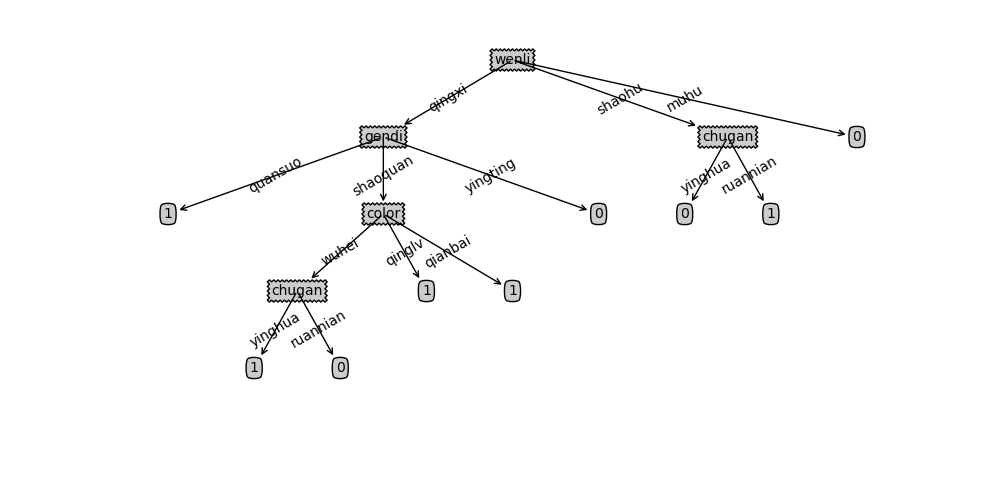 wenli
qingxi
shaohu
muhu
gendi
chugan
0
quansuo
shaoquan
yingting
yinghua
ruannian
1
color
0
0
1
wuhei
qinglv
qianbai
chugan
1
1
yinghua
ruannian
1
0